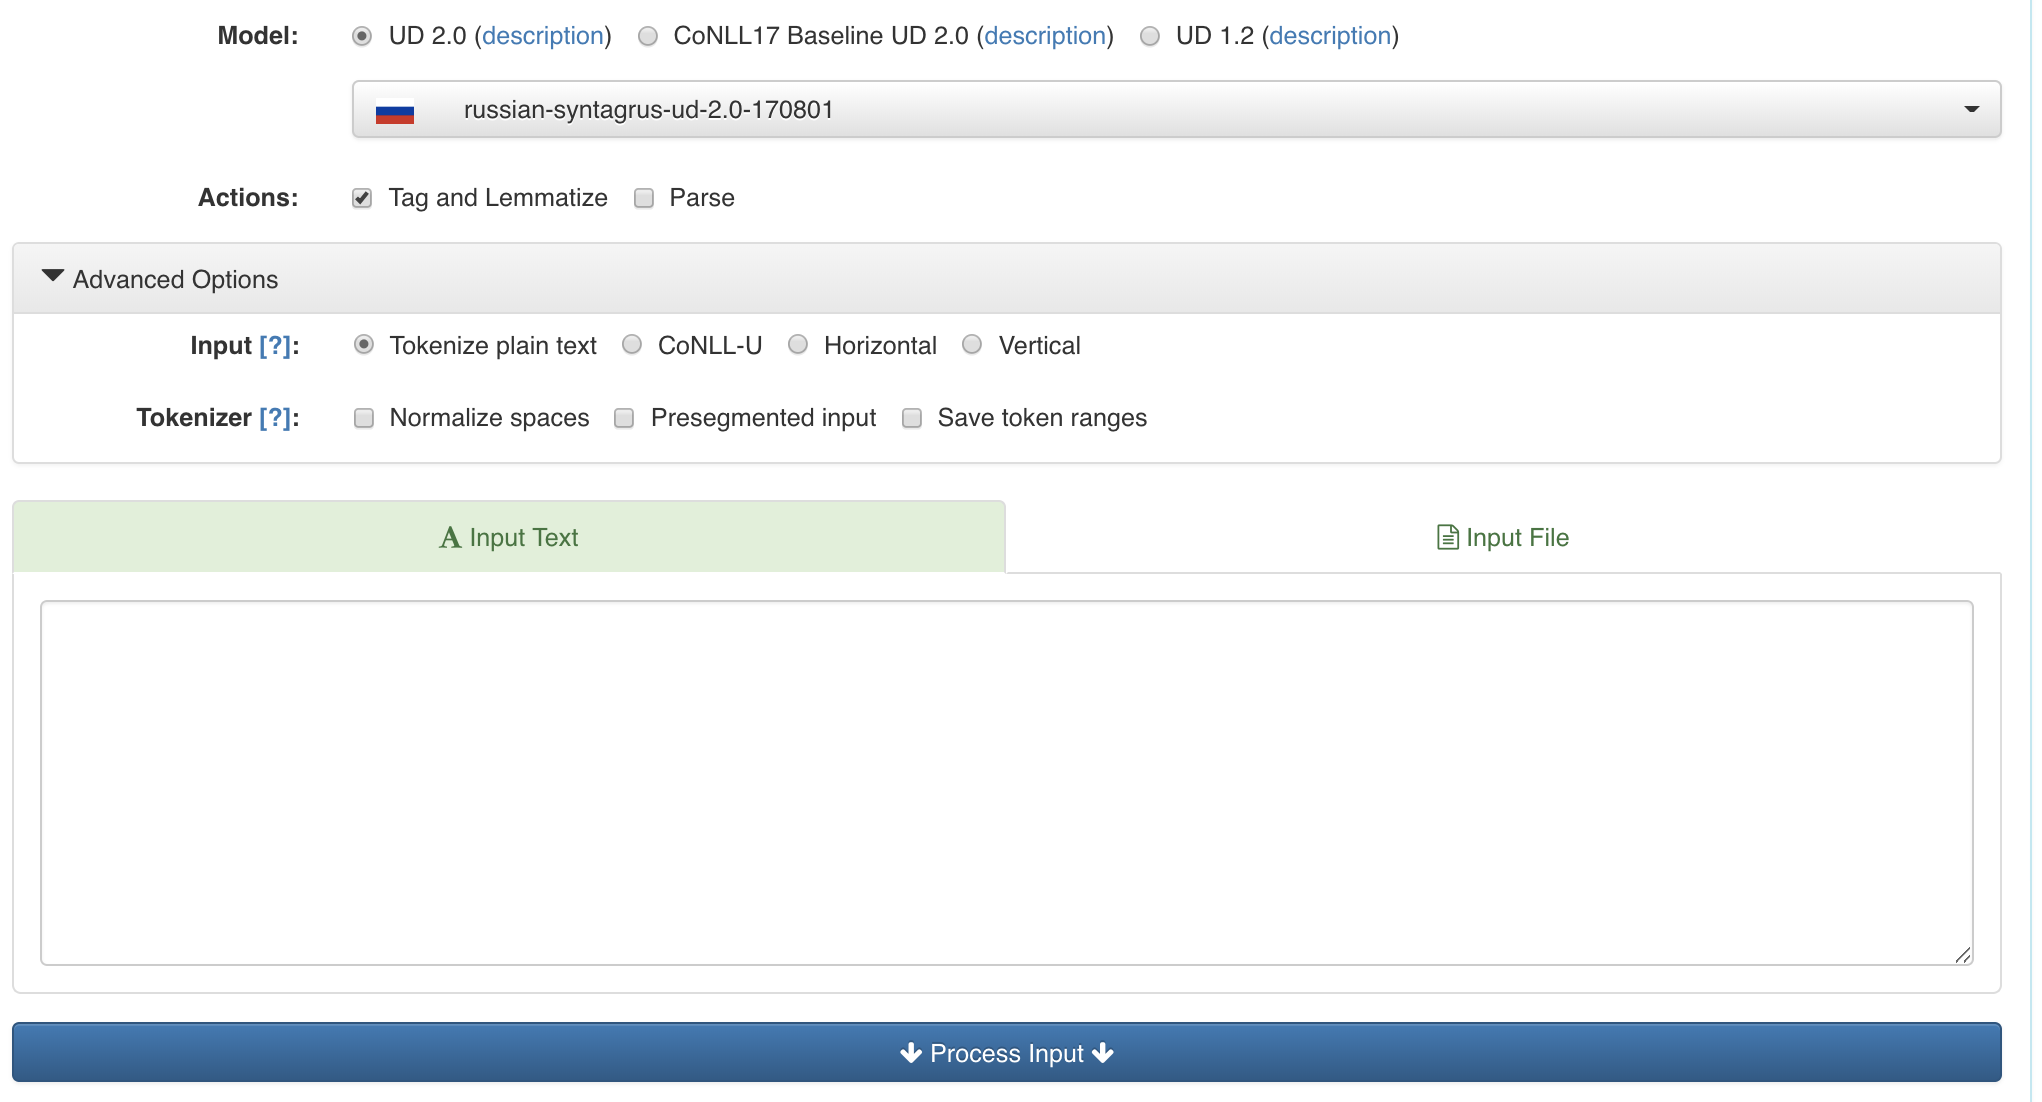 Model: UD 2.0 (description) CoNLL17 Baseline UD 2.0 (description) UD 1.2 (description)
russian-syntagrus-ud-2.0-170801
Actions: Tag and Lemmatize Parse
Advanced Options
Input [?]: Tokenize plain text CoNLL-U Horizontal Vertical
Tokenizer [?]: Normalize spaces Presegmented input Save token ranges
Input Text Input File
Process Input